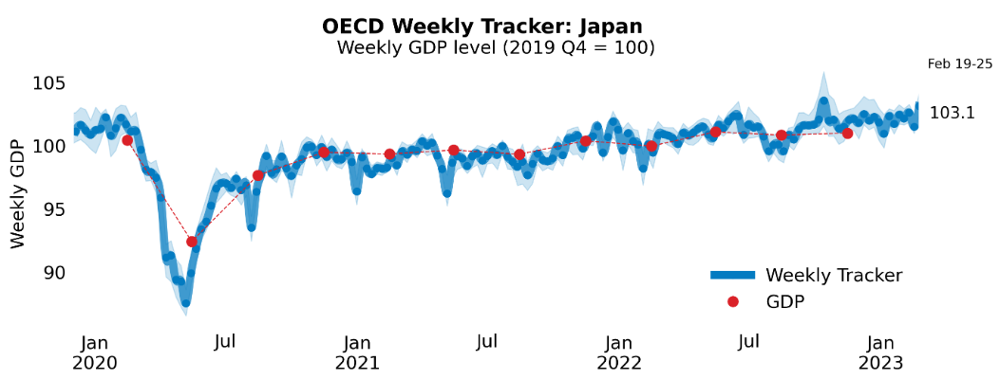 OECD Weekly Tracker: Japan
Weekly GDP level (2019 Q4 = 100)
Feb 19-25
103.1
Weekly GDP
105
100
95
90
Weekly Tracker
GDP
Jan Jul Jan Jul Jan Jul Jan
2020 2021 2022 2023